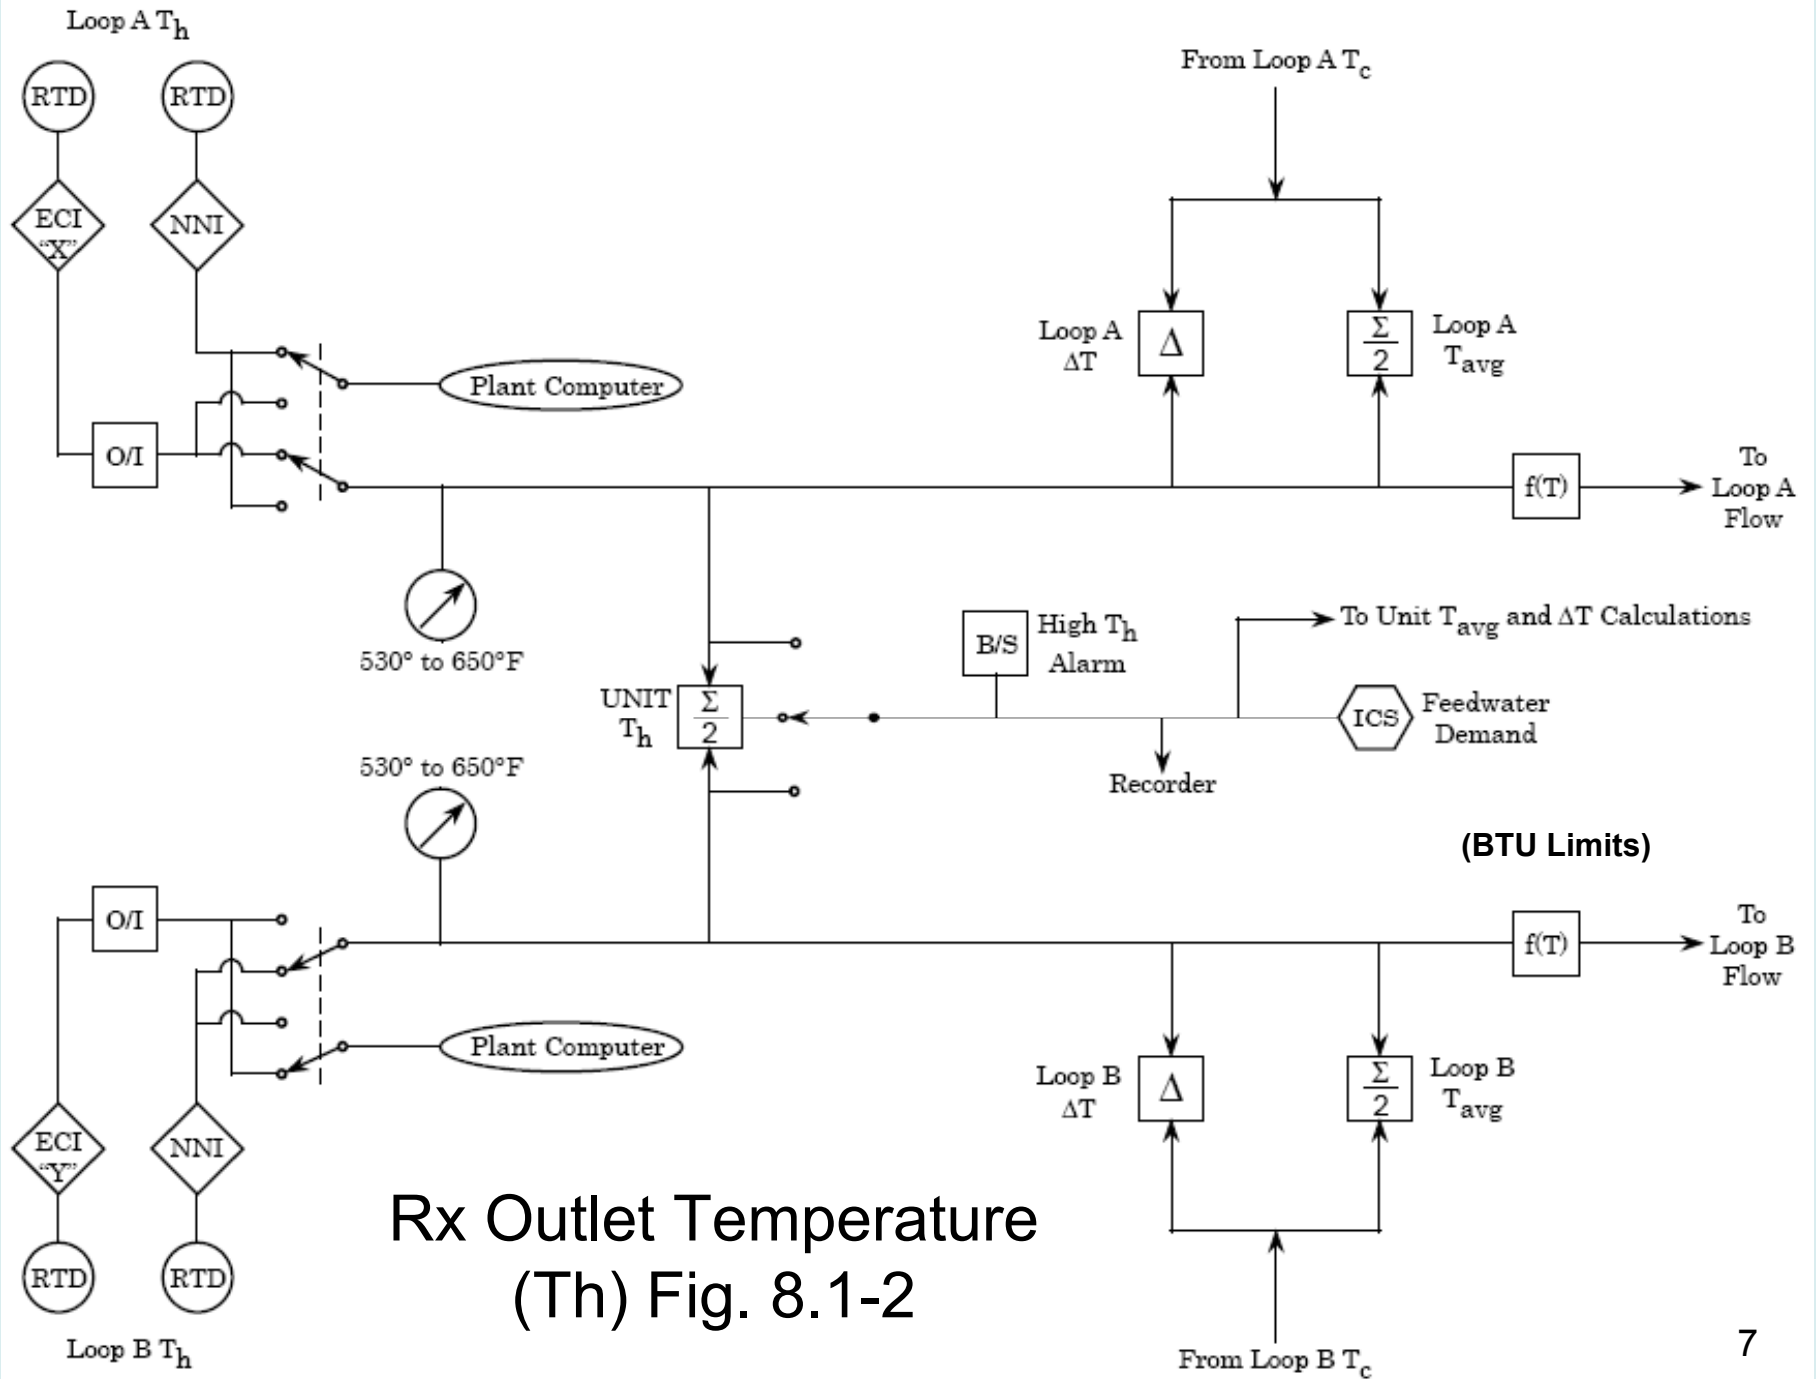 Loop A Th
RTD
RTD
From Loop A Tc
ECI
“X”
NNI
Loop A
ΔT
Δ
Σ
2
Loop A
Tavg
Plant Computer
O/I
f(T)
To
Loop A
Flow
530° to 650°F
B/S
High Th
Alarm
To Unit Tavg and ΔT Calculations
UNIT
Th
Σ
2
ICS
Feedwater
Demand
Recorder
530° to 650°F
(BTU Limits)
O/I
f(T)
To
Loop B
Flow
Plant Computer
Loop B
ΔT
Δ
Σ
2
Loop B
Tavg
ECI
“Y”
NNI
RTD
RTD
Loop B Th
Rx Outlet Temperature
(Th) Fig. 8.1-2
From Loop B Tc
7